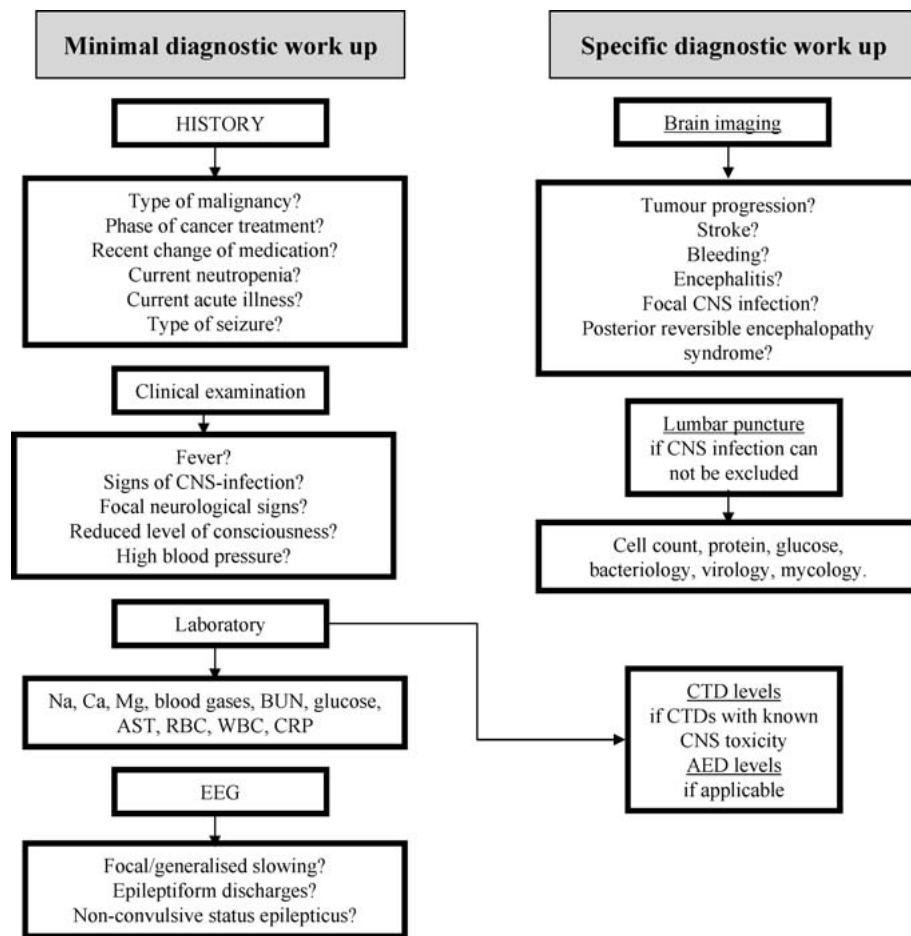 Minimal diagnostic work up
HISTORY
Type of malignancy?
Phase of cancer treatment?
Recent change of medication?
Current neutropenia?
Current acute illness?
Type of seizure?
Clinical examination
Fever?
Signs of CNS-infection?
Focal neurological signs?
Reduced level of consciousness?
High blood pressure?
Laboratory
Na, Ca, Mg, blood gases, BUN, glucose,
AST, RBC, WBC, CRP
EEG
Focal/generalised slowing?
Epileptiform discharges?
Non-convulsive status epilepticus?
Specific diagnostic work up
Brain imaging
Tumour progression?
Stroke?
Bleeding?
Encephalitis?
Focal CNS infection?
Posterior reversible encephalopathy
syndrome?
Lumbar puncture
if CNS infection can
not be excluded
Cell count, protein, glucose,
bacteriology, virology, mycology.
CTD levels
if CTDs with known
CNS toxicity
AED levels
if applicable